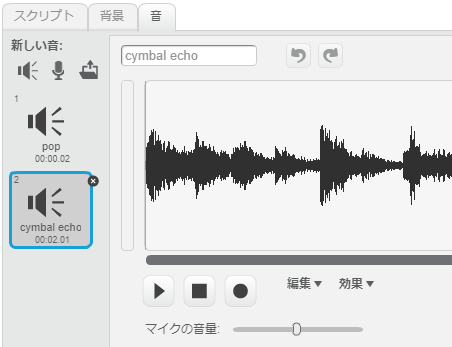 スクリプト 背景 音
新しい音:
cymbal echo
1
pop
00:00.02
2
cymbal echo
00:02.01
編集 効果
マイクの音量: